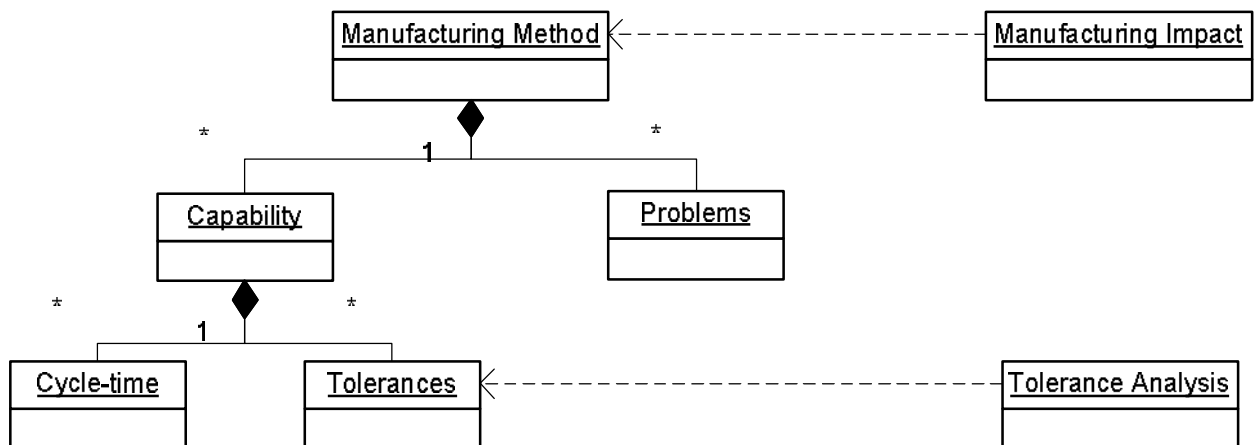 Manufacturing Method
Manufacturing Impact
*
*
1
Capability
Problems
*
*
1
Cycle-time
Tolerances
Tolerance Analysis